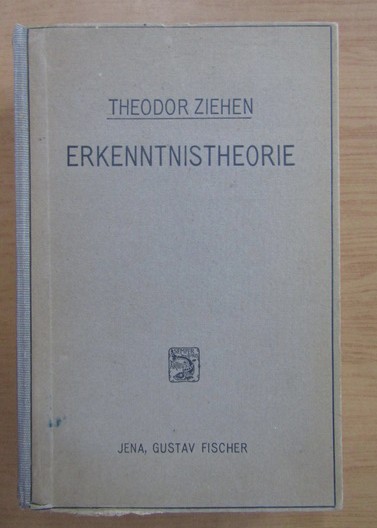 THEODOR ZIEHEN
ERKENNTNISTHEORIE
JENA, GUSTAV FISCHER